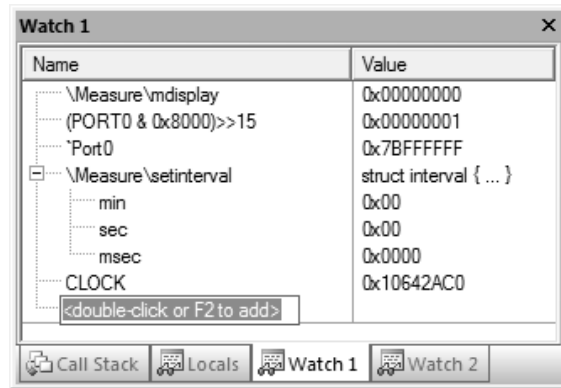 Watch 1 ×
Name Value
\Measure\mdisplay 0x00000000
(PORT0 & 0x8000)>>15 0x00000001
`Port0 0x7BFFFFFF
\Measure\setinterval struct interval { ... }
min 0x00
sec 0x00
msec 0x0000
CLOCK 0x10642AC0
<double-click or F2 to add>
Call Stack Locals Watch 1 Watch 2